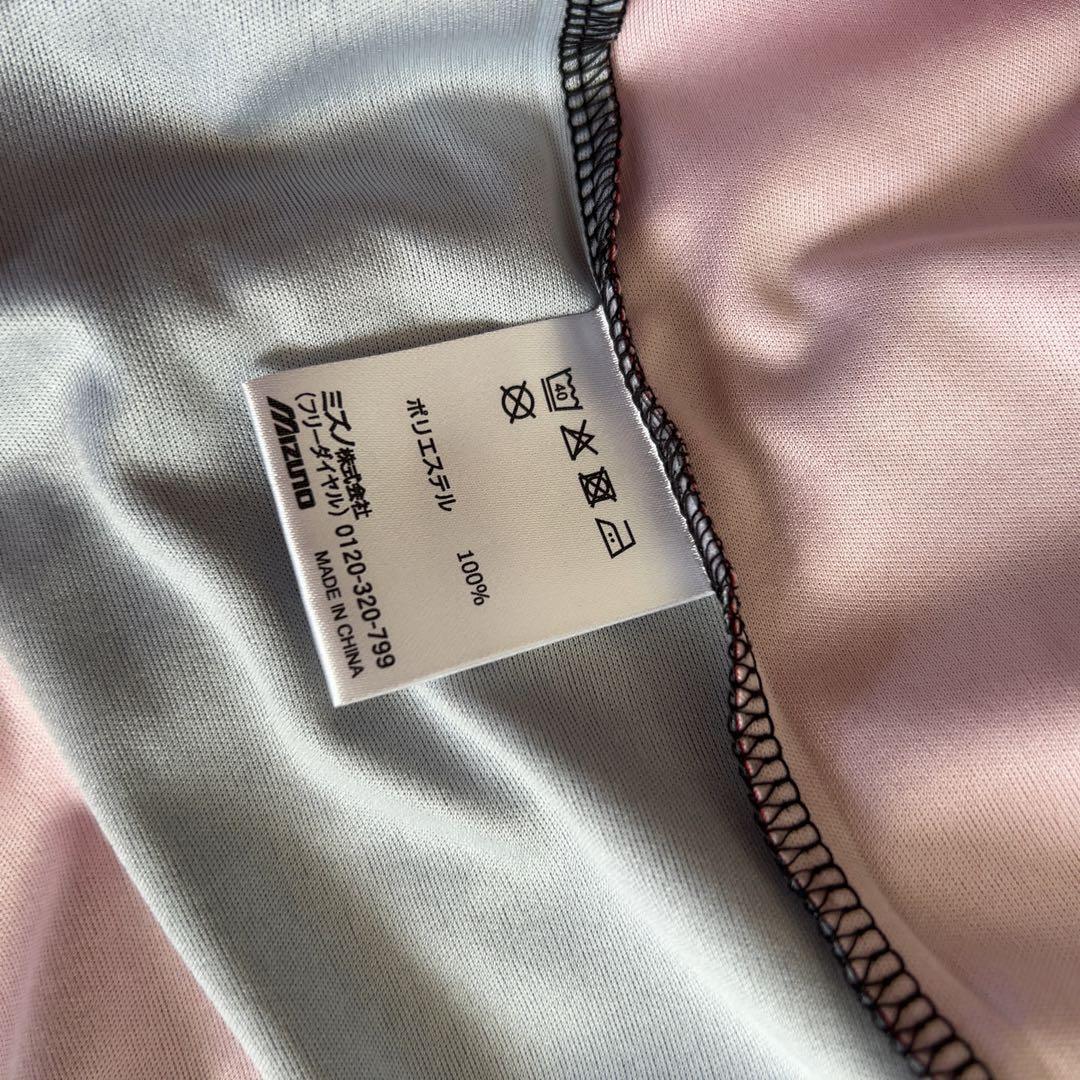 40
ポリエステル 100%
MIZUNO
ミズノ株式会社
(フリーダイヤル) 0120-320-799
MADE IN CHINA